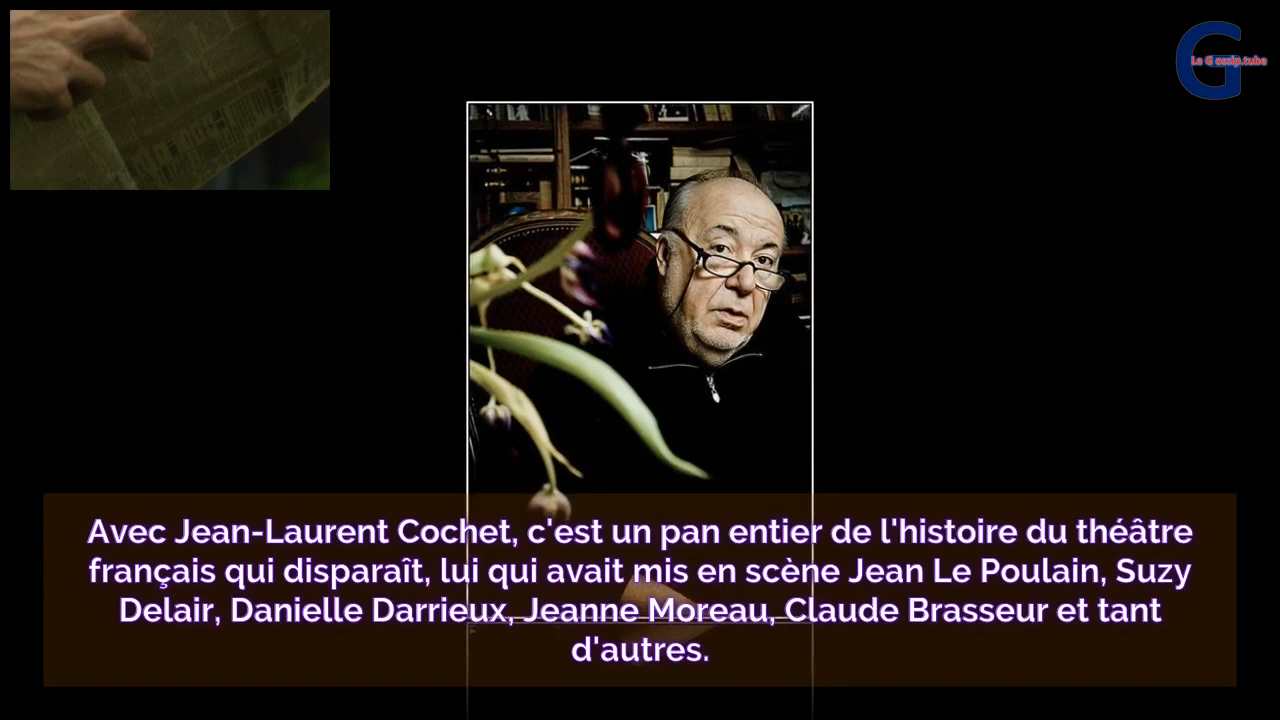 Le Gossip.tube
Avec Jean-Laurent Cochet, c'est un pan entier de l'histoire du théâtre
français qui disparaît, lui qui avait mis en scène Jean Le Poulain, Suzy
Delair, Danielle Darrieux, Jeanne Moreau, Claude Brasseur et tant
d'autres.